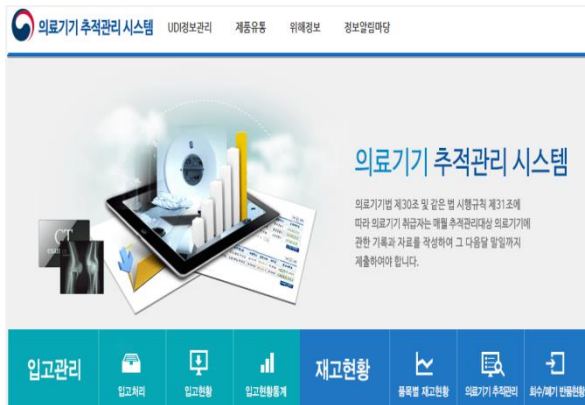 의료기기 추적관리 시스템 UDI정보관리 제품유통 위해정보 정보알림마당
의료기기 추적관리 시스템
의료기기법 제30조 및 같은 법 시행규칙 제31조에
따라 의료기기 취급자는 매월 추적관리대상 의료기기에
관한 기록과 자료를 작성하여 그 다음달 말일까지
제출하여야 합니다.
CT
입고관리 입고처리 입고현황 입고현황통계 재고현황 품목별 재고현황 의료기기 추적관리 회수/폐기 반품현황